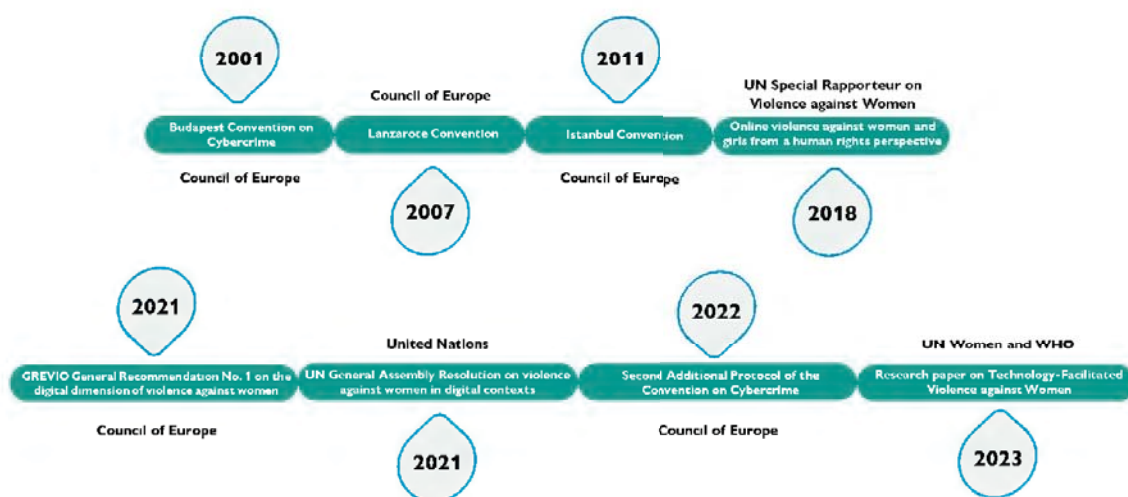 2001
Budapest Convention on
Cybercrime
Council of Europe
Council of Europe
Lanzaroce Convention
2007
2011
Istanbul Convention
Council of Europe
UN Special Rapporteur on
Violence against Women
Online violence against women and
girls from a human rights perspective
2018
2021
GREVIO General Recommendation No. 1 on the
digital dimension of violence against women
Council of Europe
United Nations
UN General Assembly Resolution on violence
against women in digital contexts
2021
2022
Second Additional Protocol of the
Convention on Cybercrime
Council of Europe
UN Women and WHO
Research paper on Technology-Facilitated
Violence against Women
2023